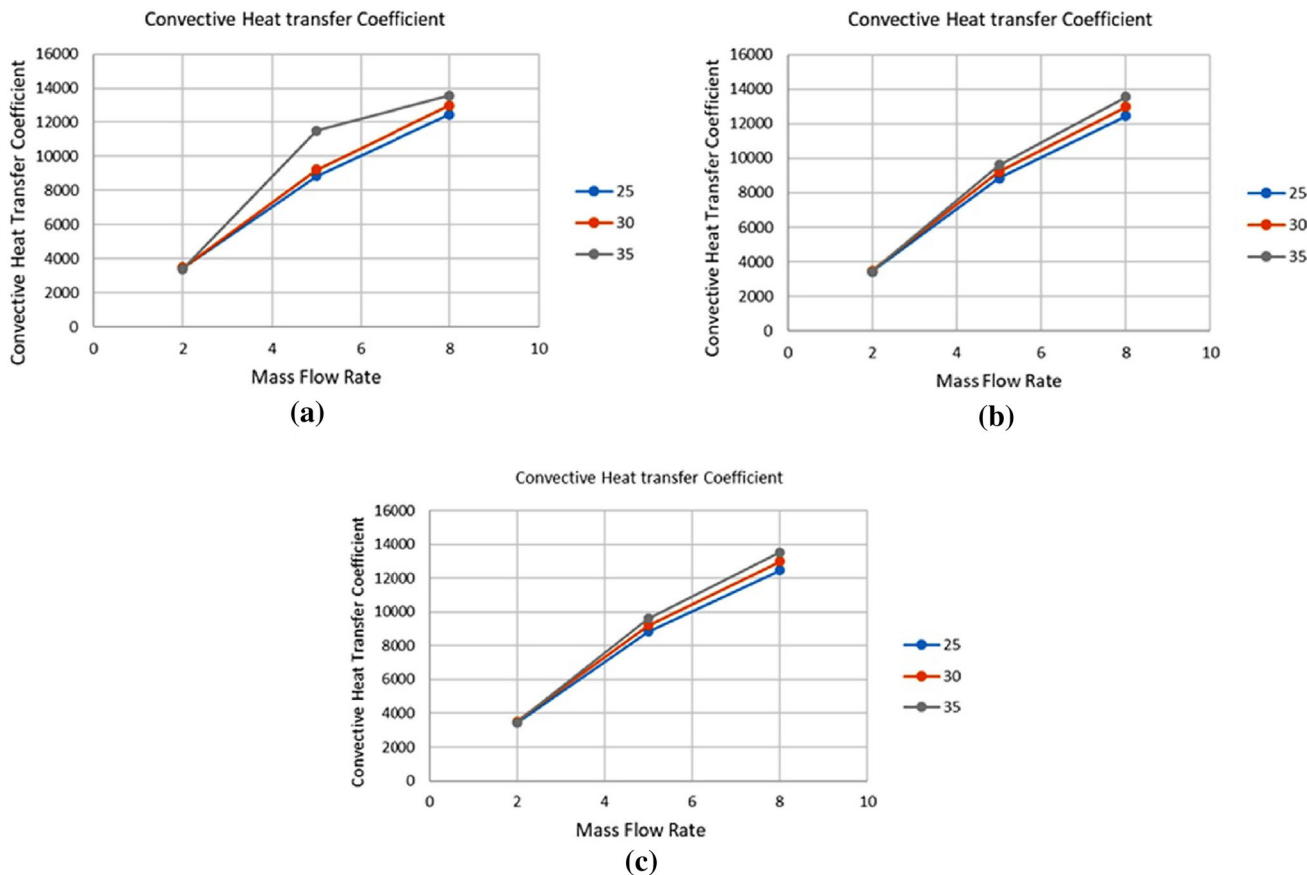 Convective Heat transfer Coefficient
Convective Heat Transfer Coefficient
16000
14000
12000
10000
8000
6000
4000
2000
0
0 2 4 6 8 10
Mass Flow Rate
25
30
35
(a)
Convective Heat transfer Coefficient
Convective Heat Transfer Coefficient
16000
14000
12000
10000
8000
6000
4000
2000
0
0 2 4 6 8 10
Mass Flow Rate
25
30
35
(b)
Convective Heat transfer Coefficient
Convective Heat Transfer Coefficient
16000
14000
12000
10000
8000
6000
4000
2000
0
0 2 4 6 8 10
Mass Flow Rate
25
30
35
(c)